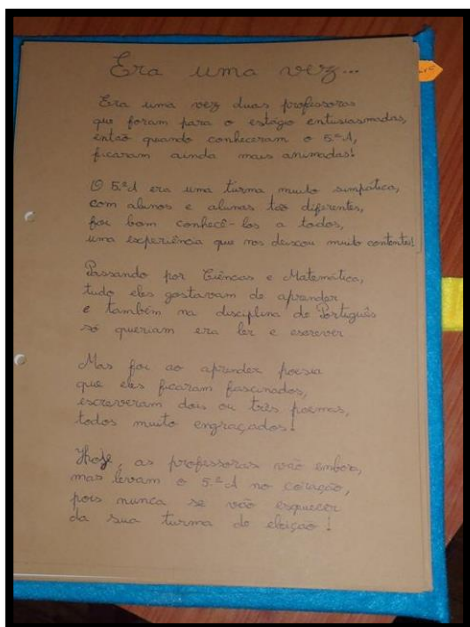 Era uma vez...
Era uma vez duas professoras
que foram para o estágio entusiasmadas,
então quando conheceram o 5.ºA,
ficaram ainda mais animadas!
O 5.ºA era uma turma muito simpática,
com alunos e alunas tão diferentes,
foi bom conhecê-los a todos,
uma experiência que nos deixou muito contentes!
Passando por Ciências e Matemática,
tudo eles gostavam de aprender
e também na disciplina de Português
só queriam era ler e escrever
Mas foi ao aprender poesia
que eles ficaram fascinados,
escreveram dois ou três poemas,
todos muito engraçados!
Hoje, as professoras vão embora,
mas levam o 5.ºA no coração,
pois nunca se vão esquecer
da sua turma de eleição!